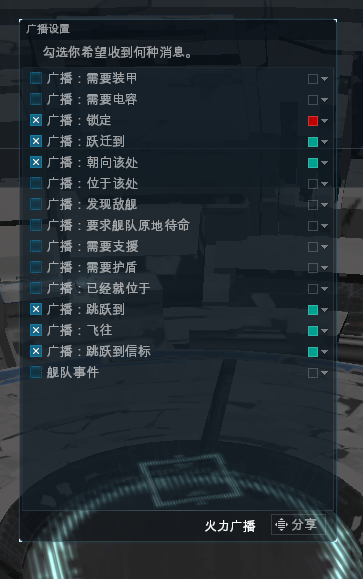 广播设置
勾选你希望收到何种消息。
广播：需要装甲
广播：需要电容
广播：锁定
广播：跃迁到
广播：朝向该处
广播：位于该处
广播：发现敌舰
广播：要求舰队原地待命
广播：需要支援
广播：需要护盾
广播：已经就位于
广播：跳跃到
广播：飞往
广播：跳跃到信标
舰队事件
火力广播 分享